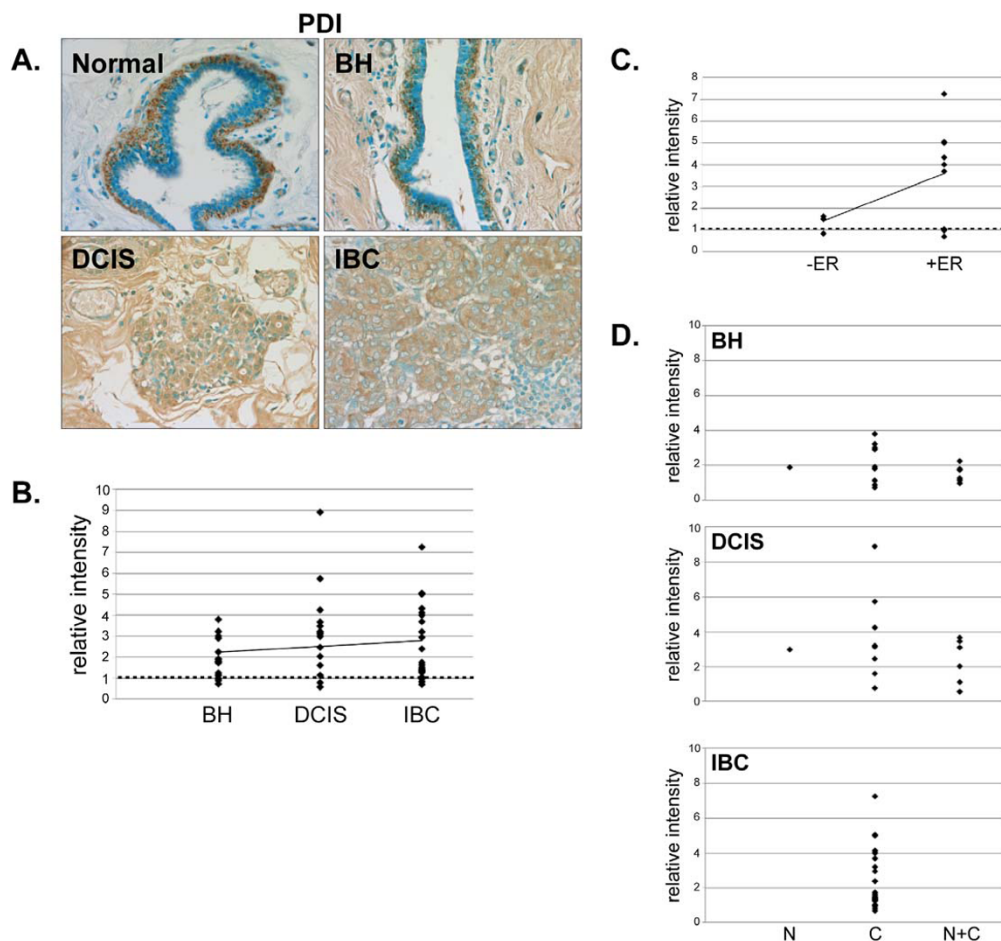 PDI
A.
Normal
BH
DCIS
IBC
B.
relative intensity
10
9
8
7
6
5
4
3
2
1
0
BH DCIS IBC
C.
relative intensity
8
7
6
5
4
3
2
1
0
-ER +ER
D.
BH
relative intensity
10
8
6
4
2
0
DCIS
relative intensity
10
8
6
4
2
0
IBC
relative intensity
10
8
6
4
2
0
N C N+C